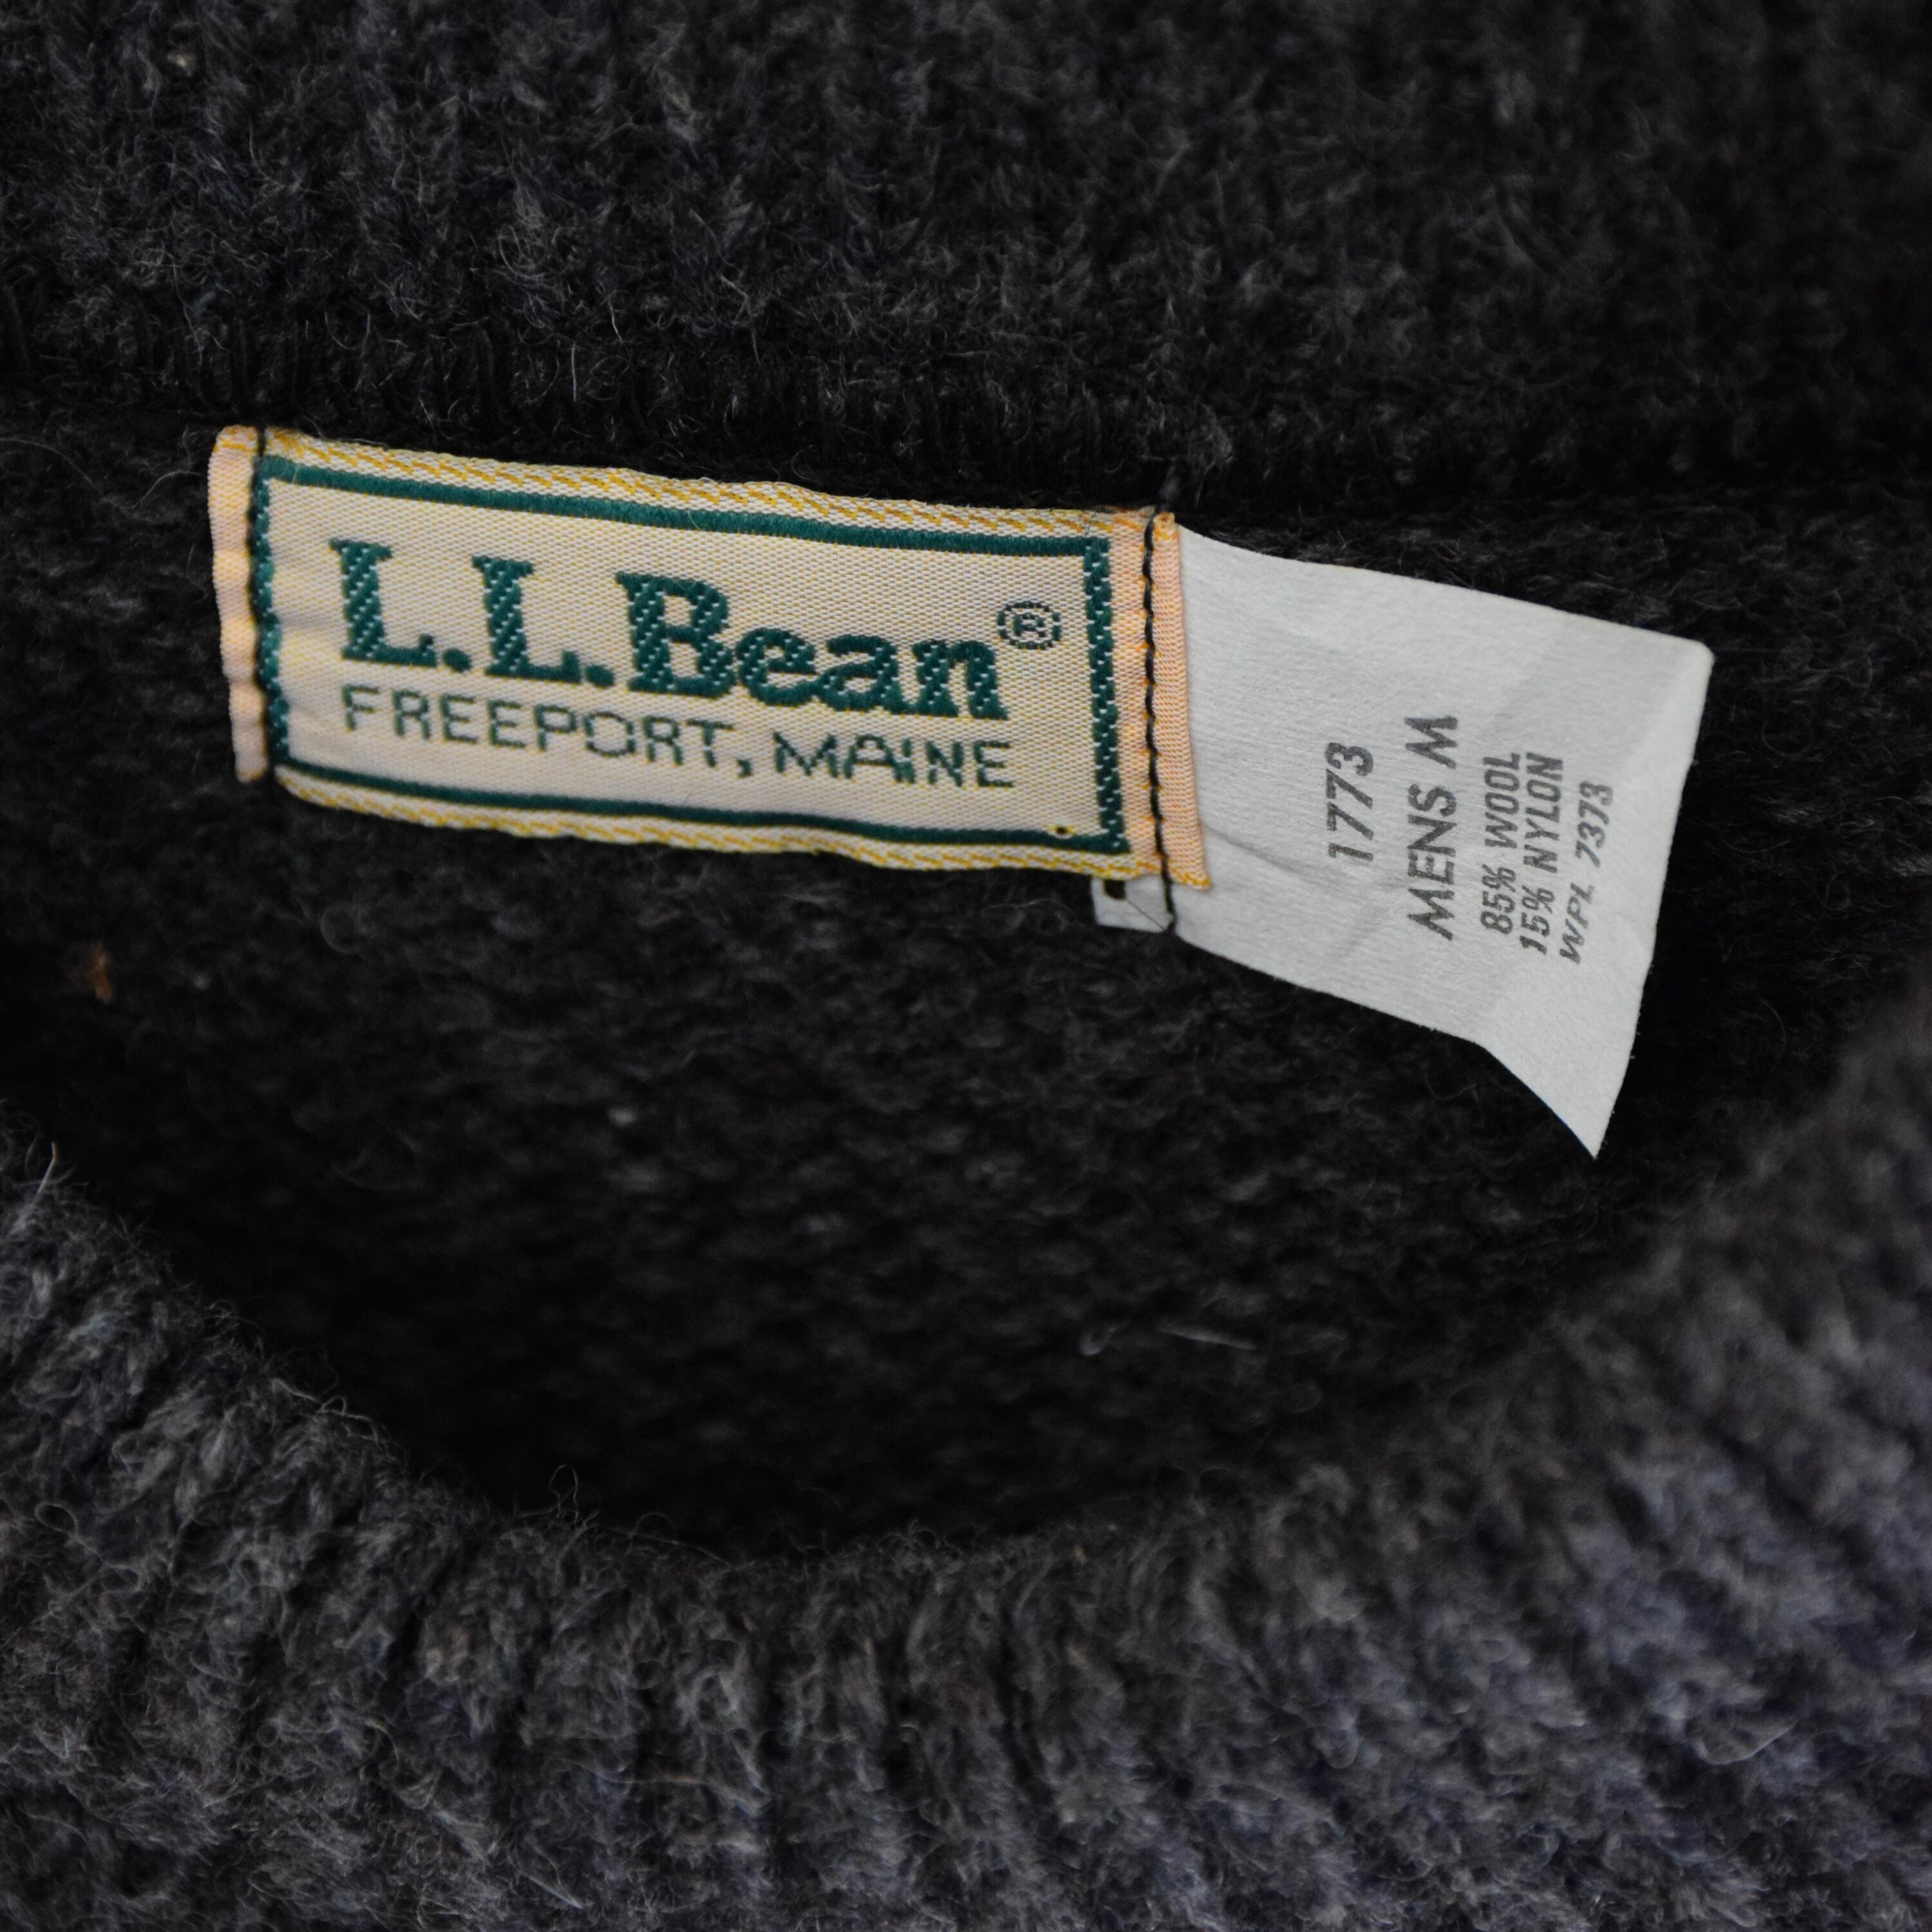 L.L.Bean®
FREEPORT, MAINE
1773
MENS M
85% WOOL
15% NYLON
WPL 7373